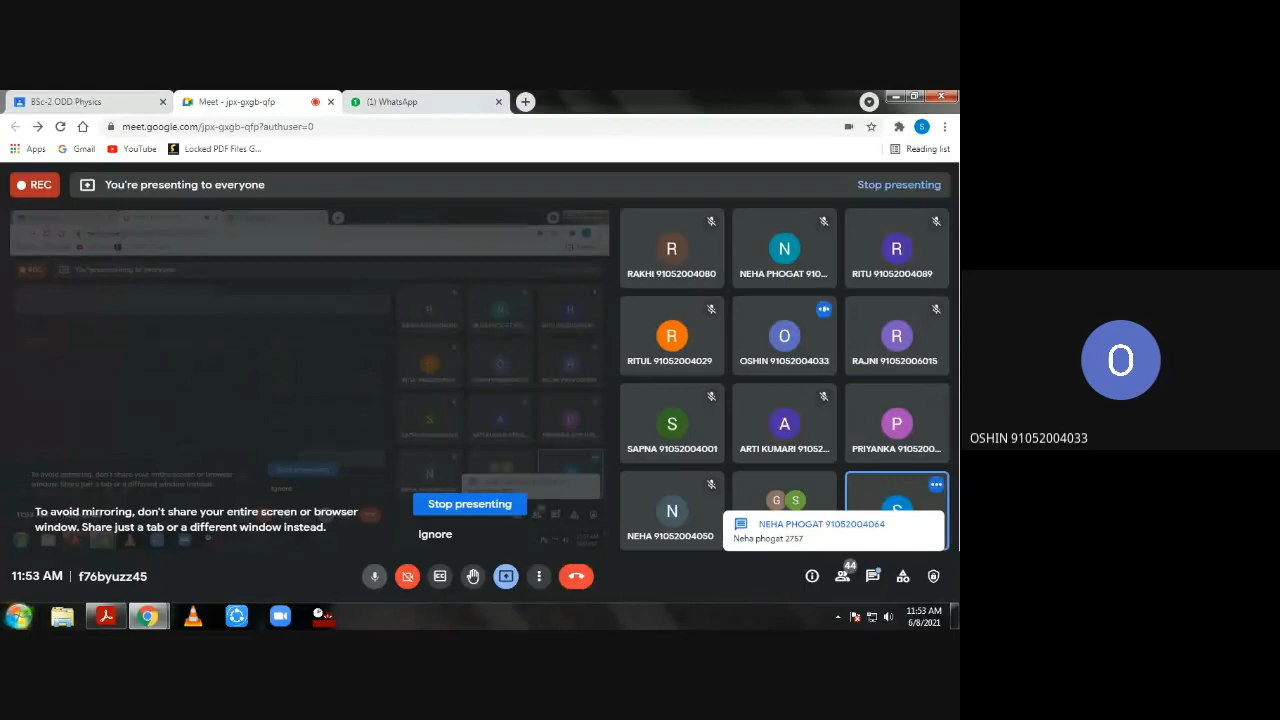 BSc-2 ODD Physics
Meet - jpx-gxgb-qfp
(1) WhatsApp
meet.google.com/jpx-gxgb-qfp?authuser=0
S
Apps
Gmail
YouTube
Locked PDF Files G...
Reading list
REC
You're presenting to everyone
Stop presenting
R
RAKHI 91052004080
N
NEHA PHOGAT 910...
R
RITU 91052004089
R
RITUL 91052004029
O
OSHIN 91052004033
R
RAJNI 91052006015
S
SAPNA 91052004001
A
ARTI KUMARI 91052...
P
PRIYANKA 9105200...
N
NEHA 91052004050
G S
NEHA PHOGAT 91052004064
Neha phogat 2757
To avoid mirroring, don't share your entire screen or browser
window. Share just a tab or a different window instead.
Stop presenting
Ignore
11:53 AM | f76byuzz45
44
11:53 AM
6/8/2021
O
OSHIN 91052004033